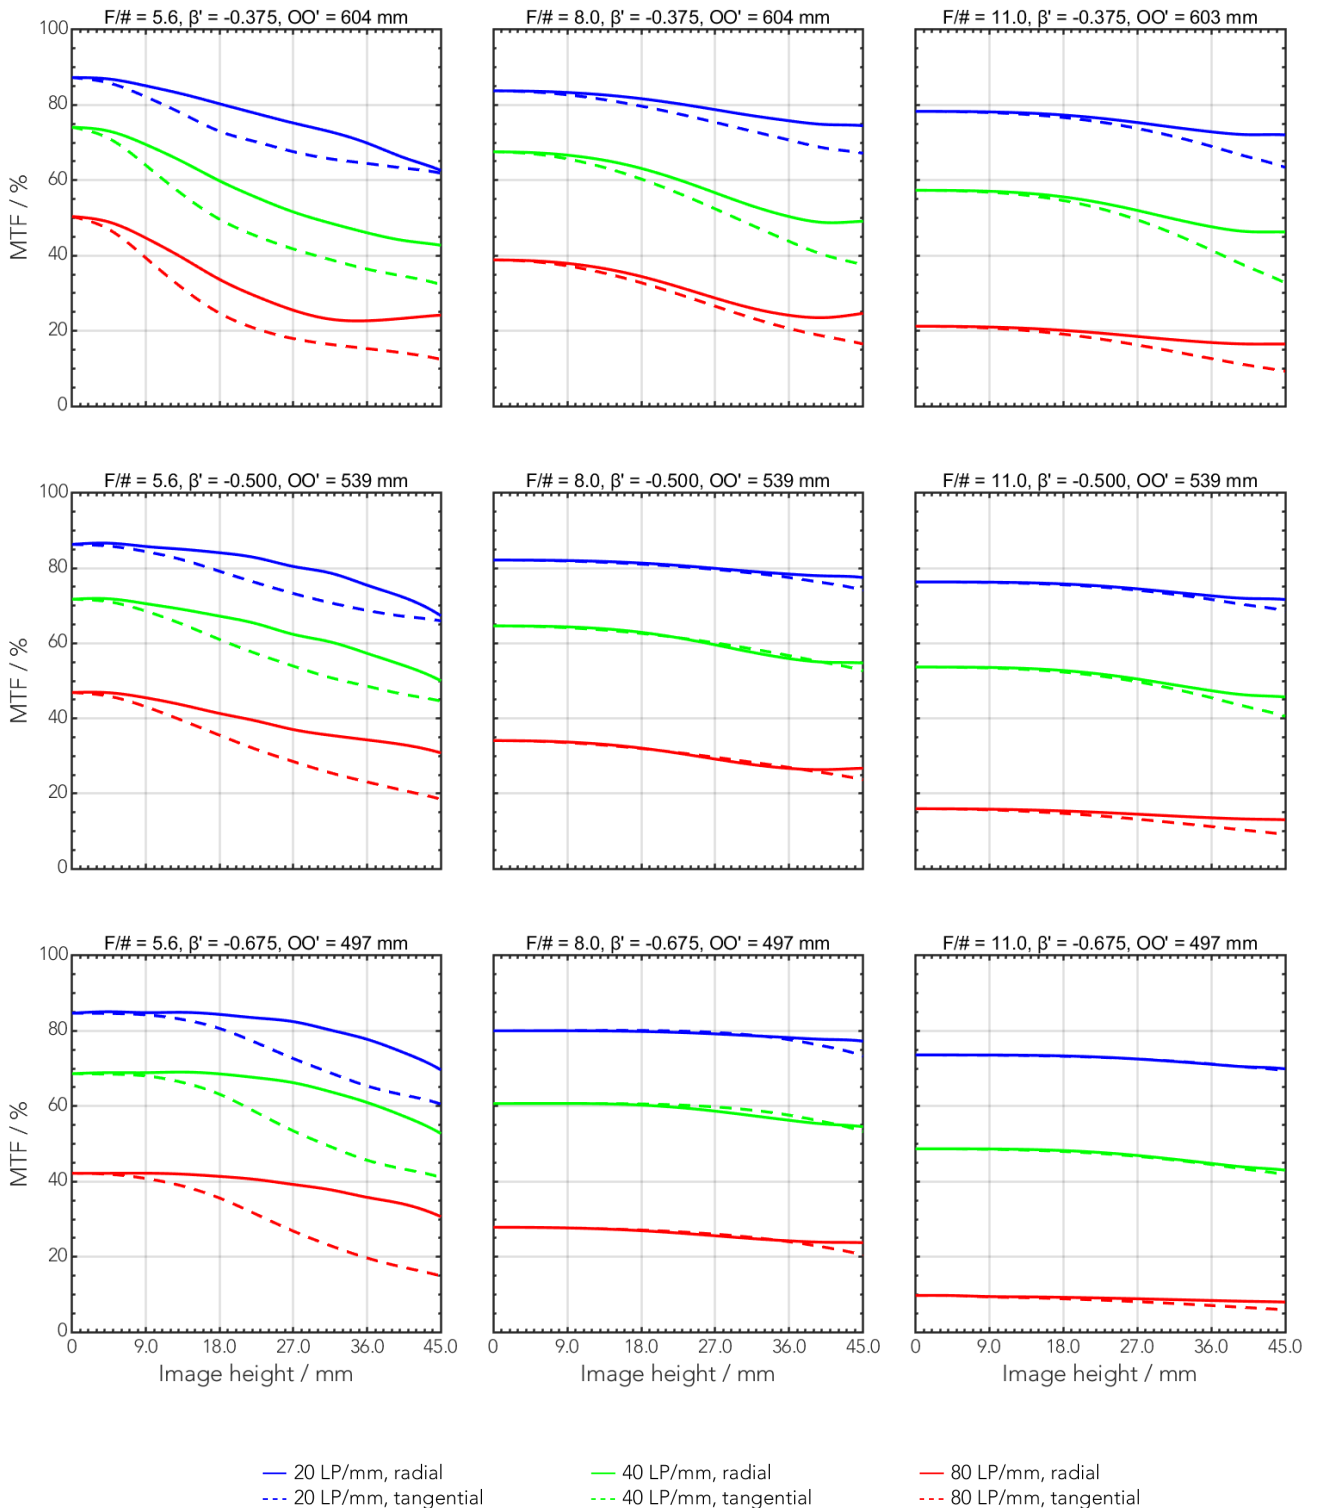 F/# = 5.6, β' = -0.375, OO' = 604 mm
F/# = 8.0, β' = -0.375, OO' = 604 mm
F/# = 11.0, β' = -0.375, OO' = 603 mm
100
80
60
40
20
0
MTF / %
F/# = 5.6, β' = -0.500, OO' = 539 mm
F/# = 8.0, β' = -0.500, OO' = 539 mm
F/# = 11.0, β' = -0.500, OO' = 539 mm
100
80
60
40
20
0
MTF / %
F/# = 5.6, β' = -0.675, OO' = 497 mm
F/# = 8.0, β' = -0.675, OO' = 497 mm
F/# = 11.0, β' = -0.675, OO' = 497 mm
100
80
60
40
20
0
MTF / %
0 9.0 18.0 27.0 36.0 45.0
0 9.0 18.0 27.0 36.0 45.0
0 9.0 18.0 27.0 36.0 45.0
Image height / mm
Image height / mm
Image height / mm
20 LP/mm, radial
40 LP/mm, radial
80 LP/mm, radial
20 LP/mm, tangential
40 LP/mm, tangential
80 LP/mm, tangential